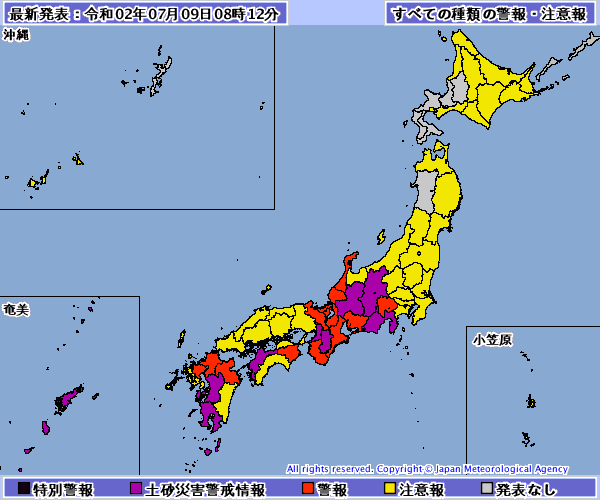 最新発表：令和02年07月09日08時12分
すべての種類の警報・注意報
沖縄
奄美
小笠原
All rights reserved. Copyright © Japan Meteorological Agency
特別警報 土砂災害警戒情報 警報 注意報 発表なし